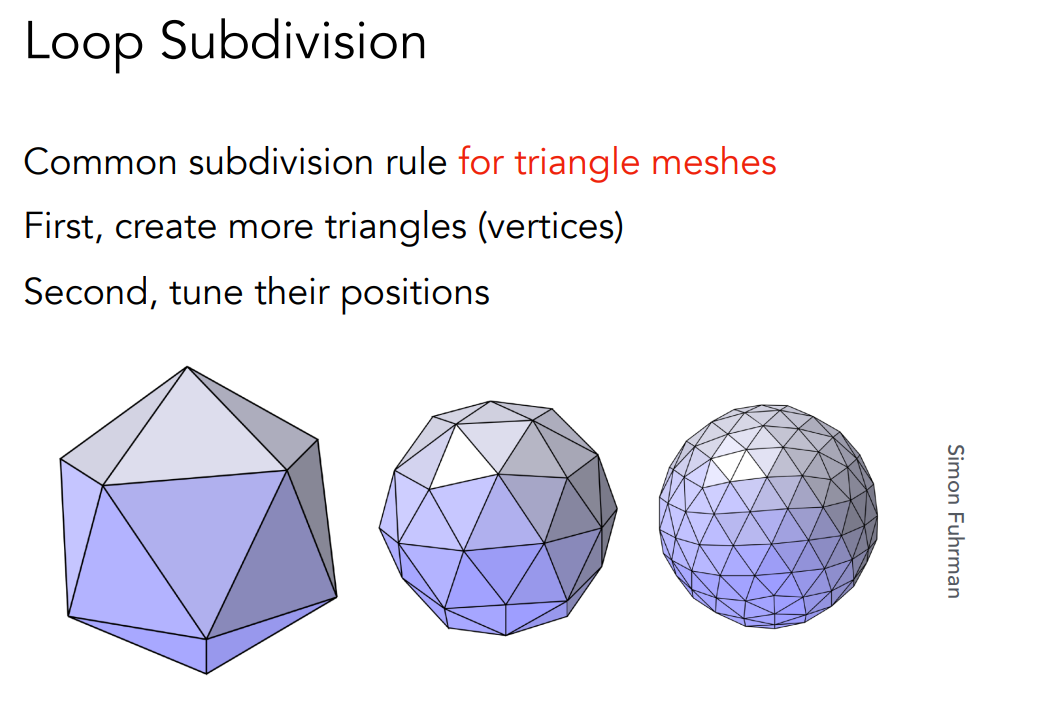 Loop Subdivision
Common subdivision rule for triangle meshes
First, create more triangles (vertices)
Second, tune their positions
Simon Fuhrman